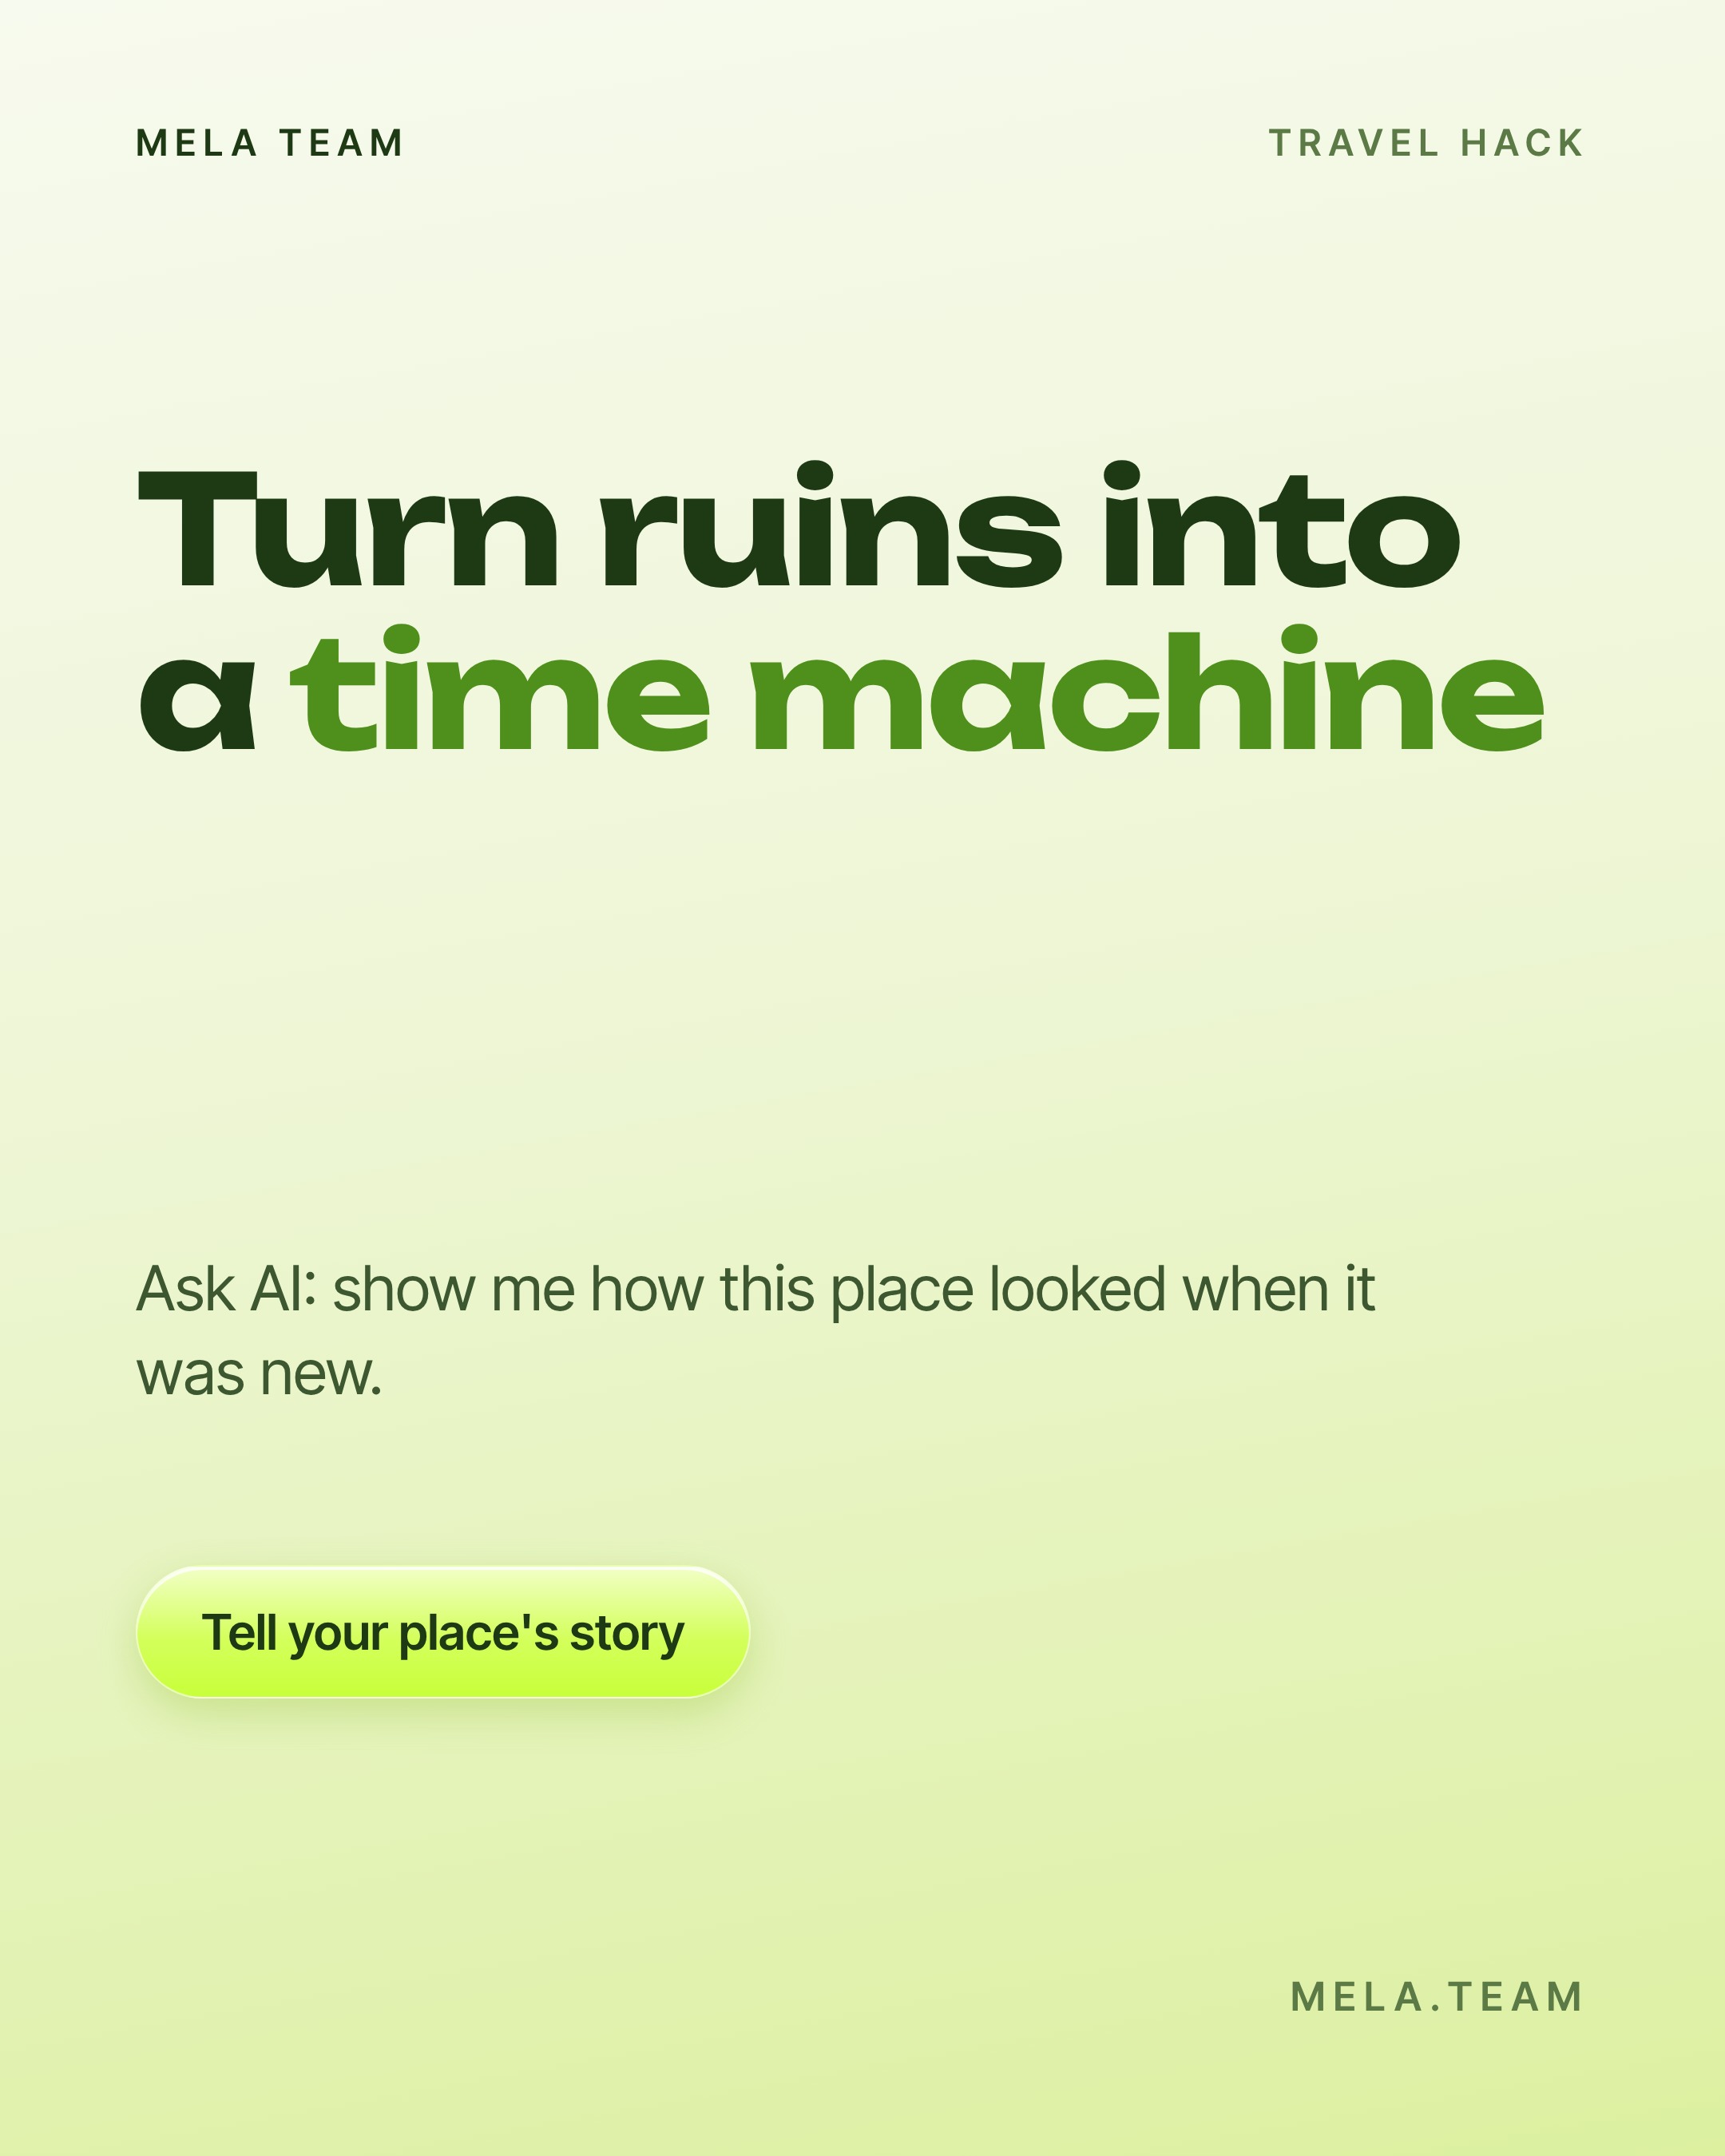 MELA TEAM
TRAVEL HACK
Turn ruins into
a time machine
Ask AI: show me how this place looked when it
was new.
Tell your place's story
MELA.TEAM